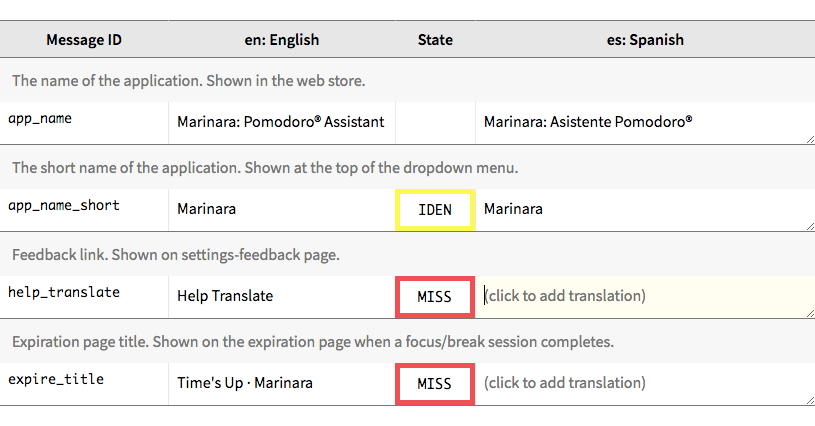 Message ID en: English State es: Spanish
The name of the application. Shown in the web store.
app_name Marinara: Pomodoro® Assistant Marinara: Asistente Pomodoro®
The short name of the application. Shown at the top of the dropdown menu.
app_name_short Marinara IDEN Marinara
Feedback link. Shown on settings-feedback page.
help_translate Help Translate MISS (click to add translation)
Expiration page title. Shown on the expiration page when a focus/break session completes.
expire_title Time's Up · Marinara MISS (click to add translation)